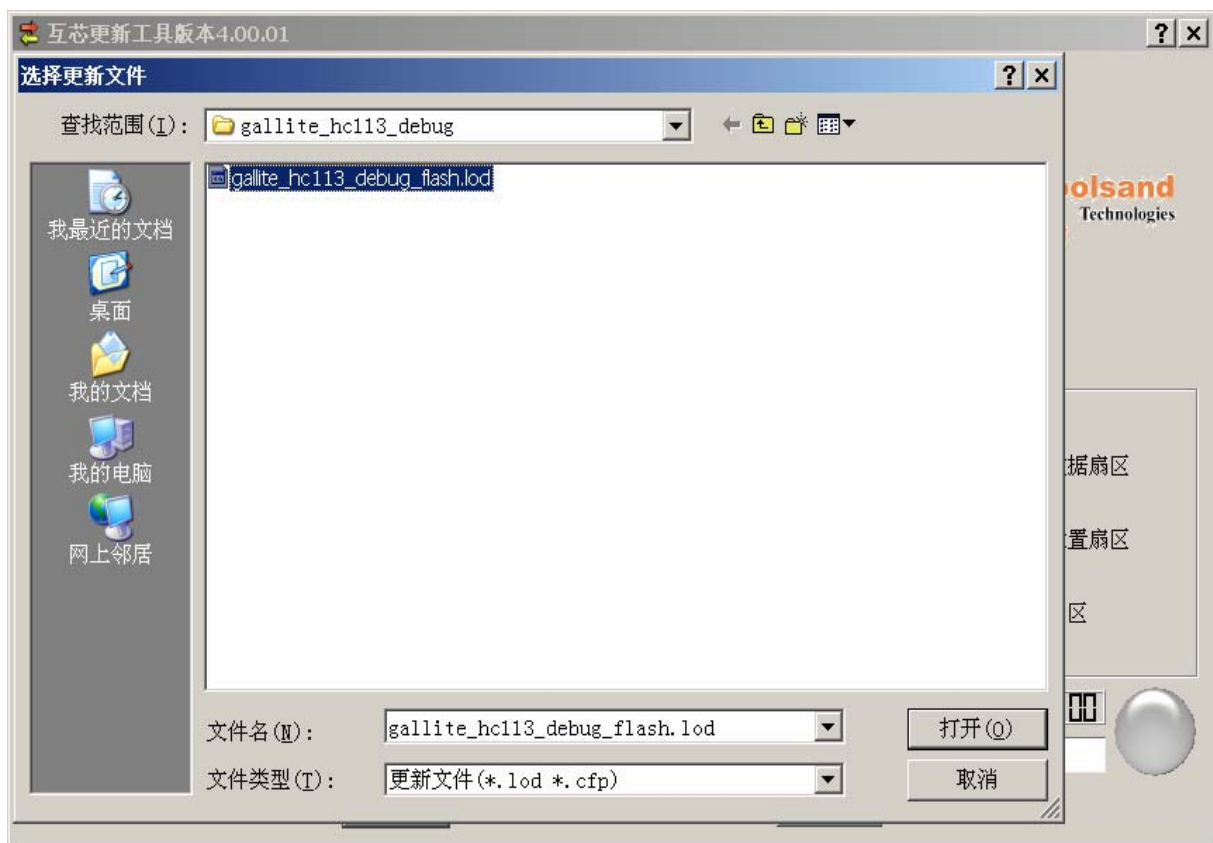 互芯更新工具版本4.00.01
选择更新文件
查找范围(I):
gallite_hc113_debug
gallite_hc113_debug_flash.lod
我最近的文档
桌面
我的文档
我的电脑
网上邻居
olsand
Technologies
据扇区
置扇区
区
文件名(N):
gallite_hc113_debug_flash.lod
打开(O)
文件类型(T):
更新文件(*.lod *.cfp)
取消
00